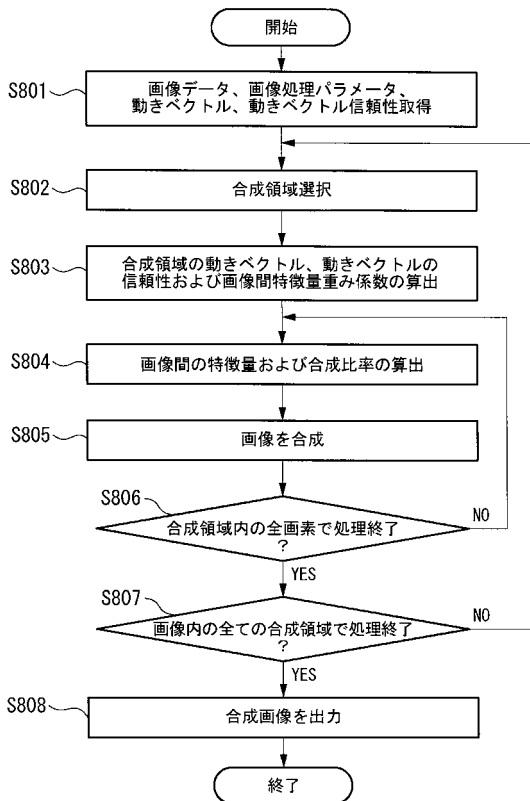 開始
S801
画像データ、画像処理パラメータ、
動きベクトル、動きベクトル信頼性取得
S802
合成領域選択
S803
合成領域の動きベクトル、動きベクトルの
信頼性および画像間特徴量重み係数の算出
S804
画像間の特徴量および合成比率の算出
S805
画像を合成
S806
合成領域内の全画素で処理終了
?
NO
YES
S807
画像内の全ての合成領域で処理終了
?
NO
YES
S808
合成画像を出力
終了